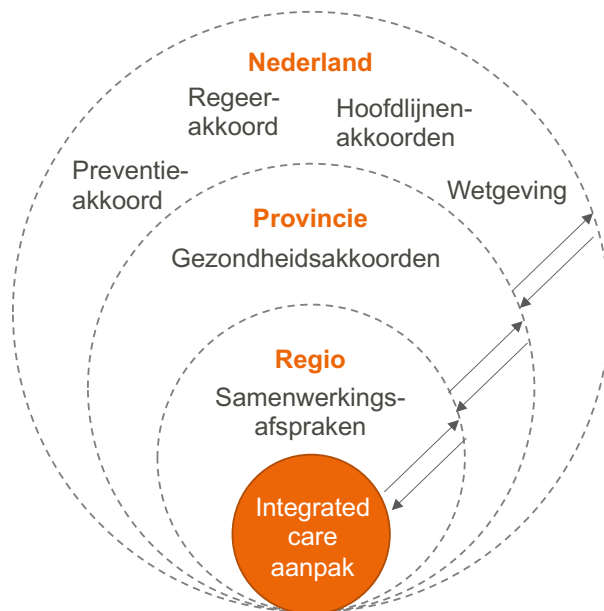 Nederland
Regeer-
akkoord
Hoofdlijnen-
akkoorden
Preventie-
akkoord
Wetgeving
Provincie
Gezondheidsakkoorden
Regio
Samenwerkings-
afspraken
Integrated
care
aanpak